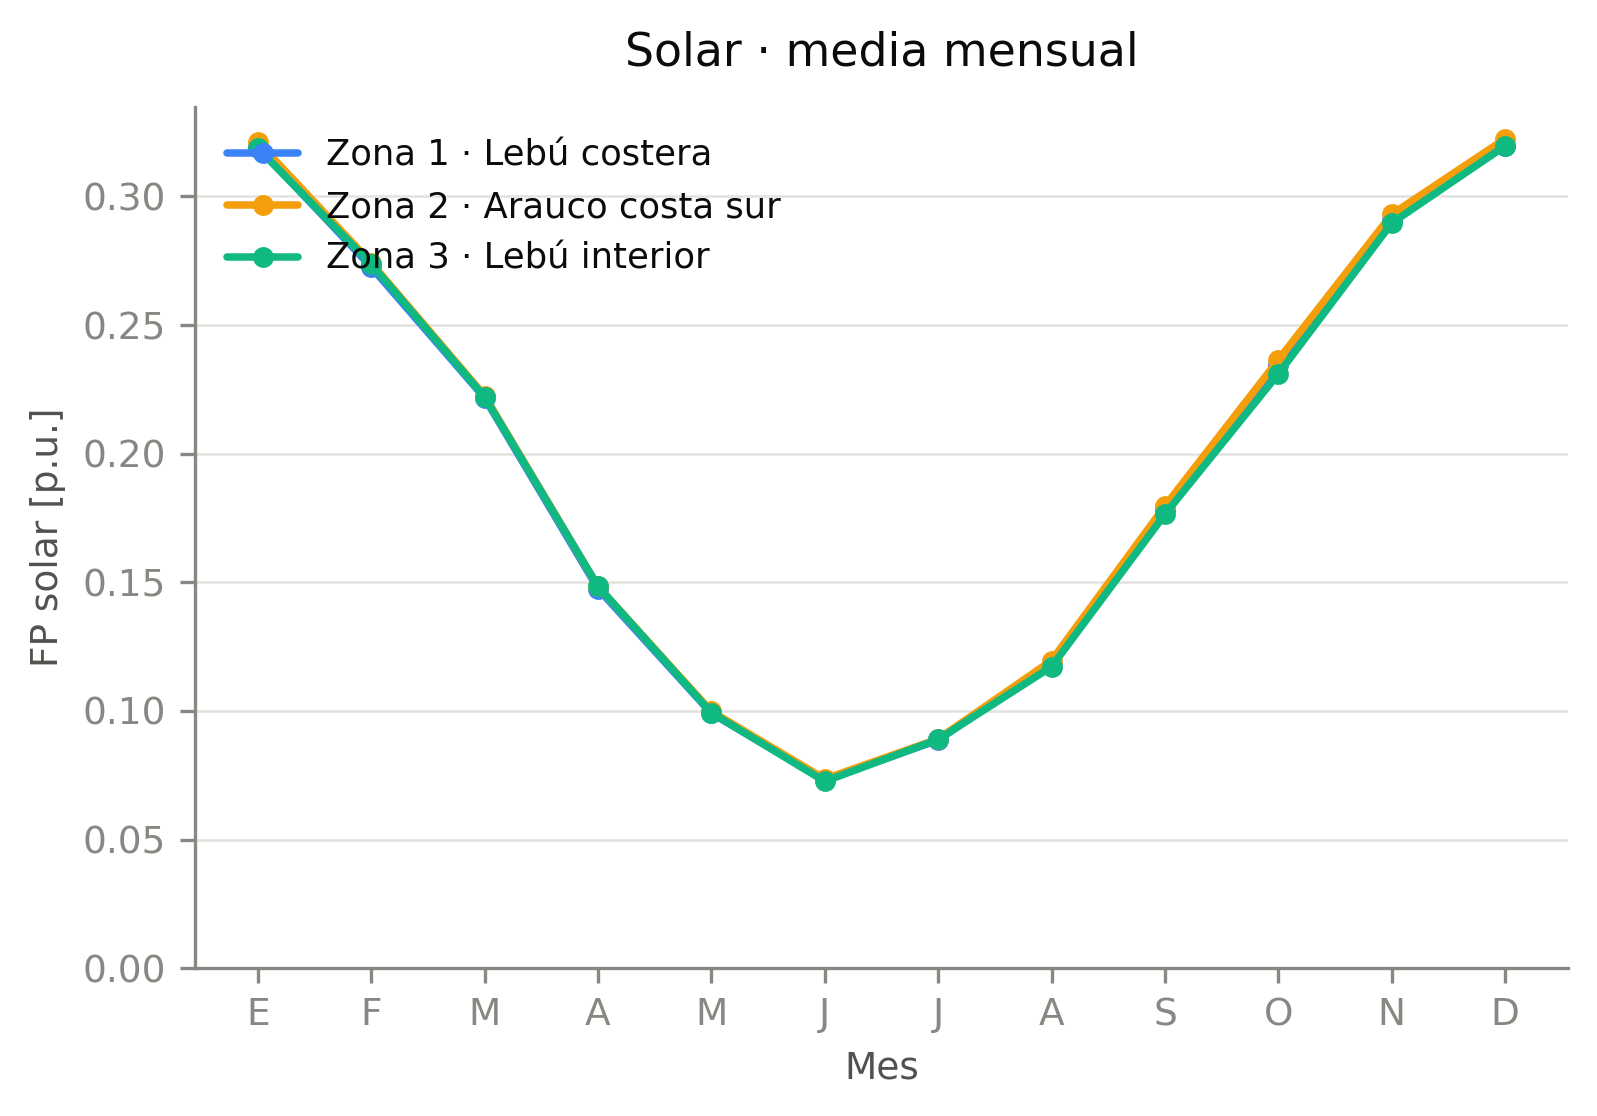 Solar · media mensual
Zona 1 · Lebú costera
Zona 2 · Arauco costa sur
Zona 3 · Lebú interior
FP solar [p.u.]
0.30
0.25
0.20
0.15
0.10
0.05
0.00
E F M A M J J A S O N D
Mes